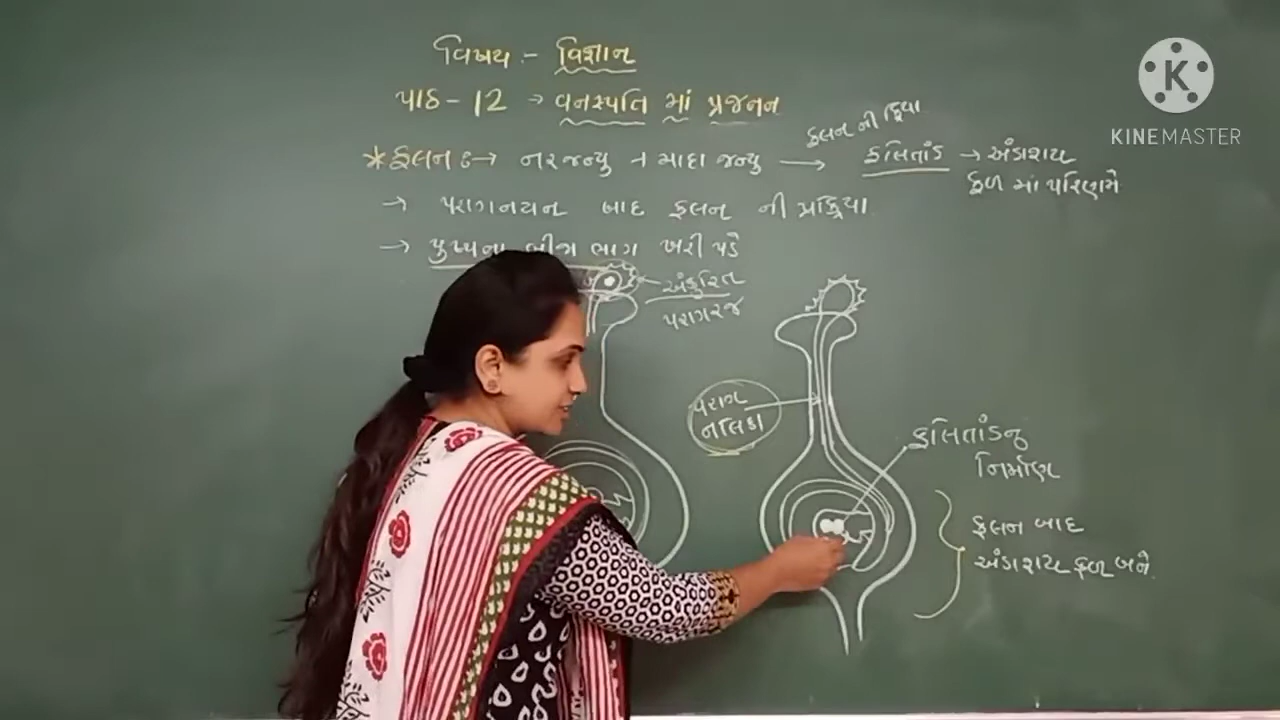 વિષય :- વિજ્ઞાન
પાઠ - 12 → વનસ્પતિ માં પ્રજનન
* ફલન :→ નરજન્યુ + માદાજન્યુ → ફલિતાંડ → અંડાશય
ફલન ની ક્રિયા
ફળ માં પરિણમે
→ પરાગનયન બાદ ફલન ની પ્રક્રિયા
→ પુષ્પના બીજા ભાગ ખરી પડે
અંકુરિત
પરાગરજ
પરાગ
નલિકા
ફલિતાંડનુ
નિર્માણ
ફલન બાદ
અંડાશય ફળ બને
K
KINEMASTER